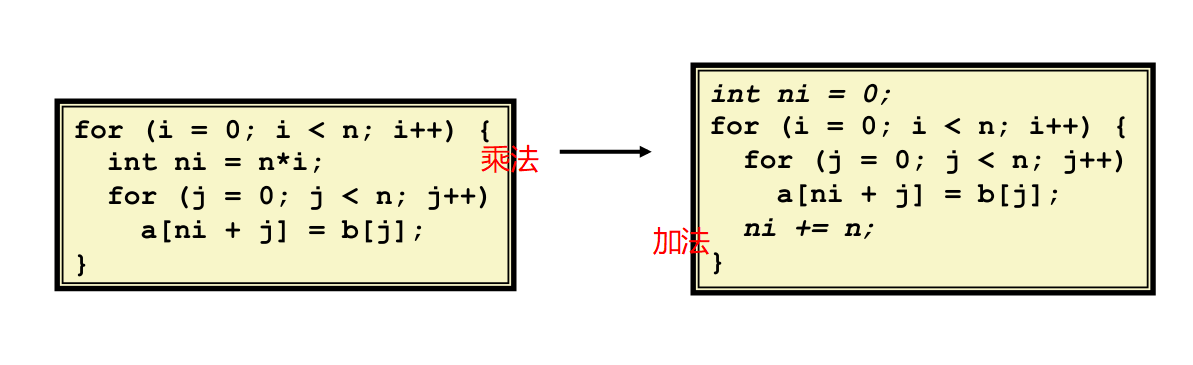 for (i = 0; i < n; i++) {
  int ni = n*i;
  for (j = 0; j < n; j++)
    a[ni + j] = b[j];
}
乘法
int ni = 0;
for (i = 0; i < n; i++) {
  for (j = 0; j < n; j++)
    a[ni + j] = b[j];
  ni += n;
}
加法